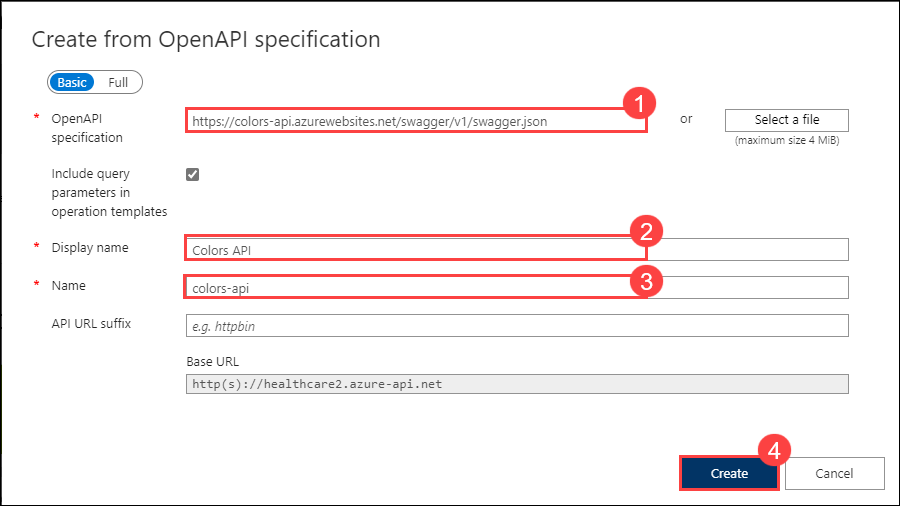 Create from OpenAPI specification
Basic Full
* OpenAPI specification
https://colors-api.azurewebsites.net/swagger/v1/swagger.json
1
or
Select a file
(maximum size 4 MiB)
Include query
parameters in
operation templates
* Display name
Colors API
2
* Name
colors-api
3
API URL suffix
e.g. httpbin
Base URL
http(s)://healthcare2.azure-api.net
4
Create
Cancel